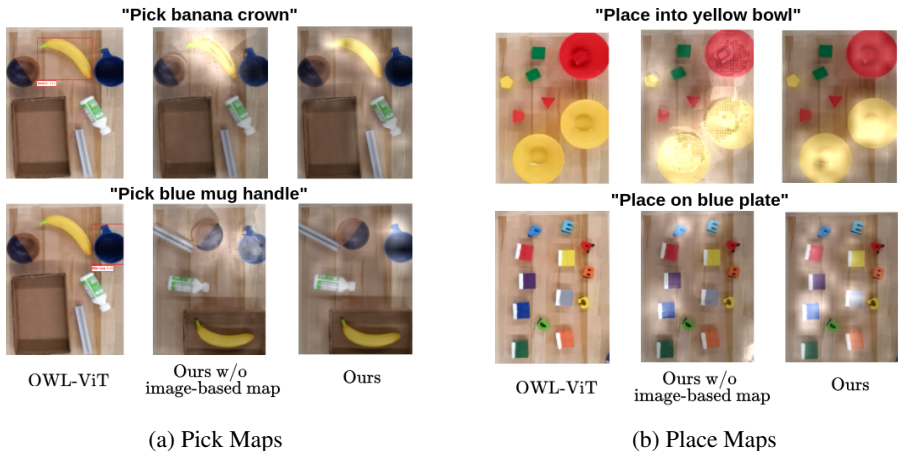 "Pick banana crown"
"Pick blue mug handle"
OWL-ViT
Ours w/o
image-based map
Ours
(a) Pick Maps
"Place into yellow bowl"
"Place on blue plate"
OWL-ViT
Ours w/o
image-based map
Ours
(b) Place Maps